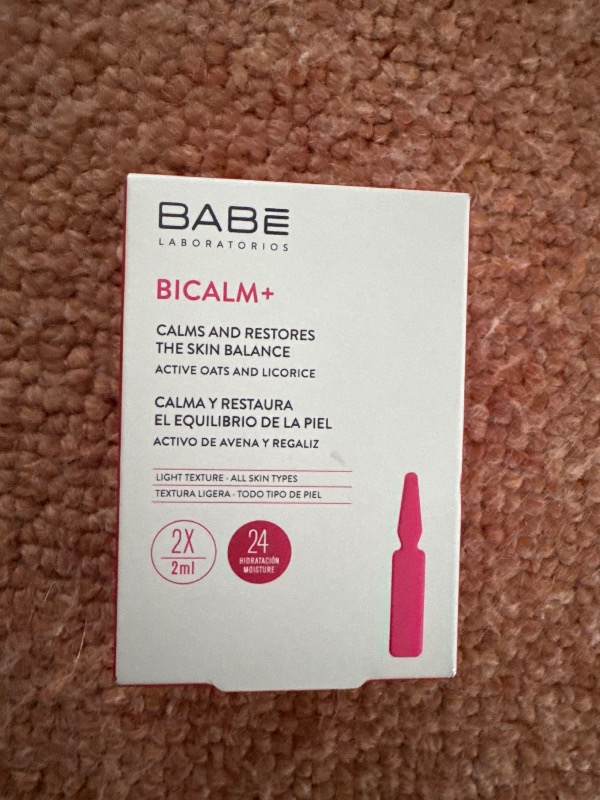 BABĒ
LABORATORIOS
BICALM+
CALMS AND RESTORES
THE SKIN BALANCE
ACTIVE OATS AND LICORICE
CALMA Y RESTAURA
EL EQUILIBRIO DE LA PIEL
ACTIVO DE AVENA Y REGALIZ
LIGHT TEXTURE · ALL SKIN TYPES
TEXTURA LIGERA · TODO TIPO DE PIEL
2X
2ml
24
HIDRATACIÓN
MOISTURE